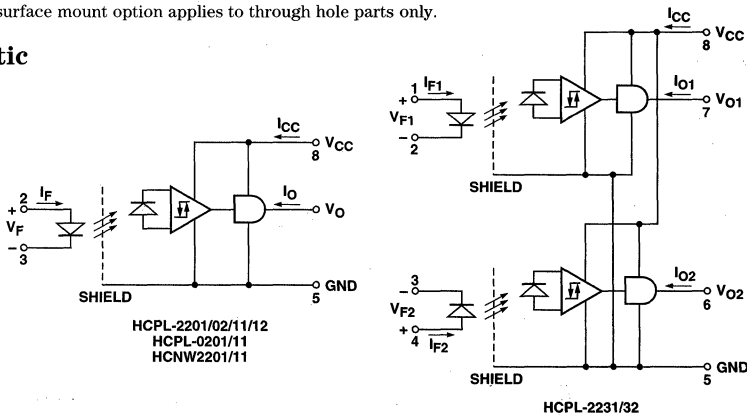 surface mount option applies to through hole parts only.
tic
ICC
VCC
8
IF
2
+
VF
–
3
IO
VO
GND
5
SHIELD
HCPL-2201/02/11/12
HCPL-0201/11
HCNW2201/11
ICC
VCC
8
1
IF1
+
VF1
–
2
IO1
VO1
7
SHIELD
3
–
VF2
+
4
IF2
IO2
VO2
6
SHIELD
GND
5
HCPL-2231/32